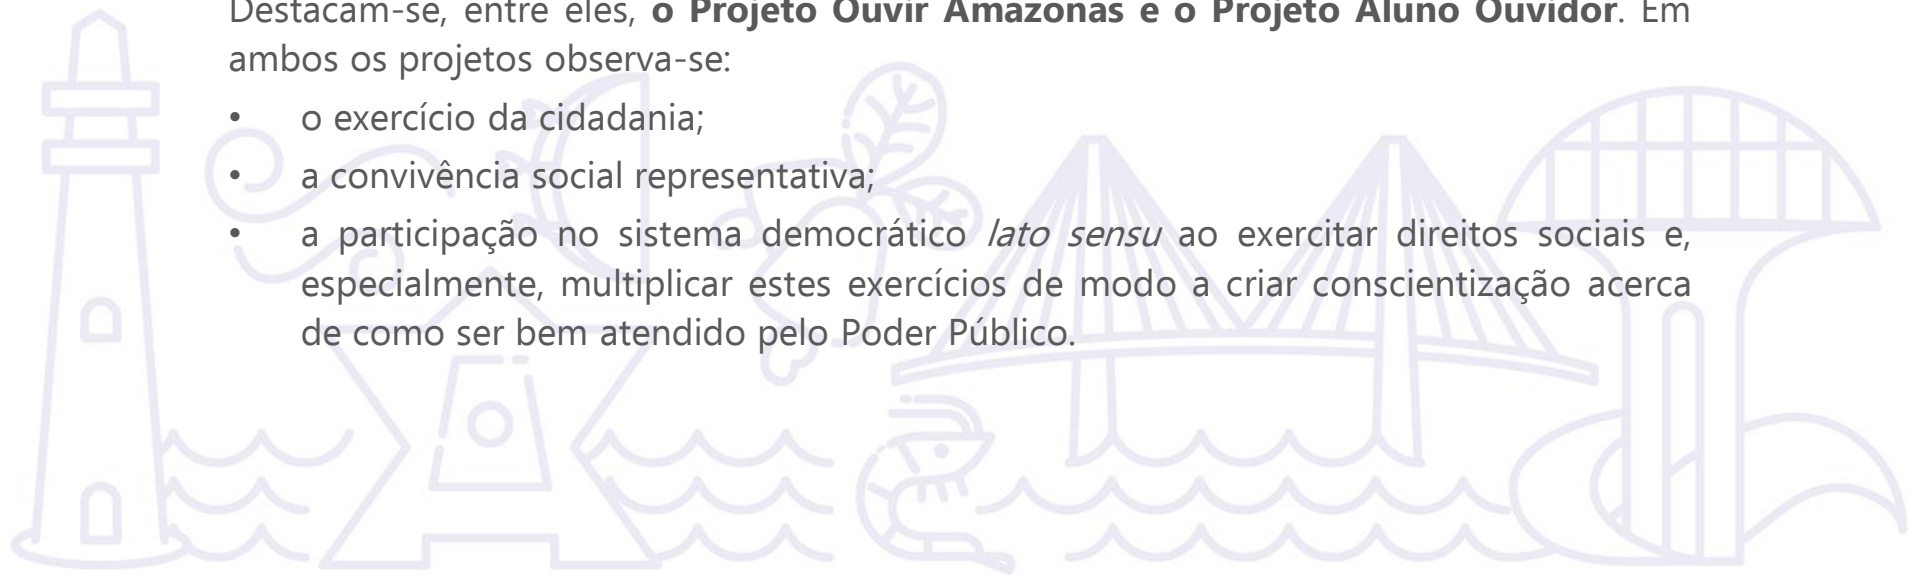 Destacam-se, entre eles, o Projeto Ouvir Amazonas e o Projeto Aluno Ouvidor. Em
ambos os projetos observa-se:
• o exercício da cidadania;
• a convivência social representativa;
• a participação no sistema democrático lato sensu ao exercitar direitos sociais e,
especialmente, multiplicar estes exercícios de modo a criar conscientização acerca
de como ser bem atendido pelo Poder Público.